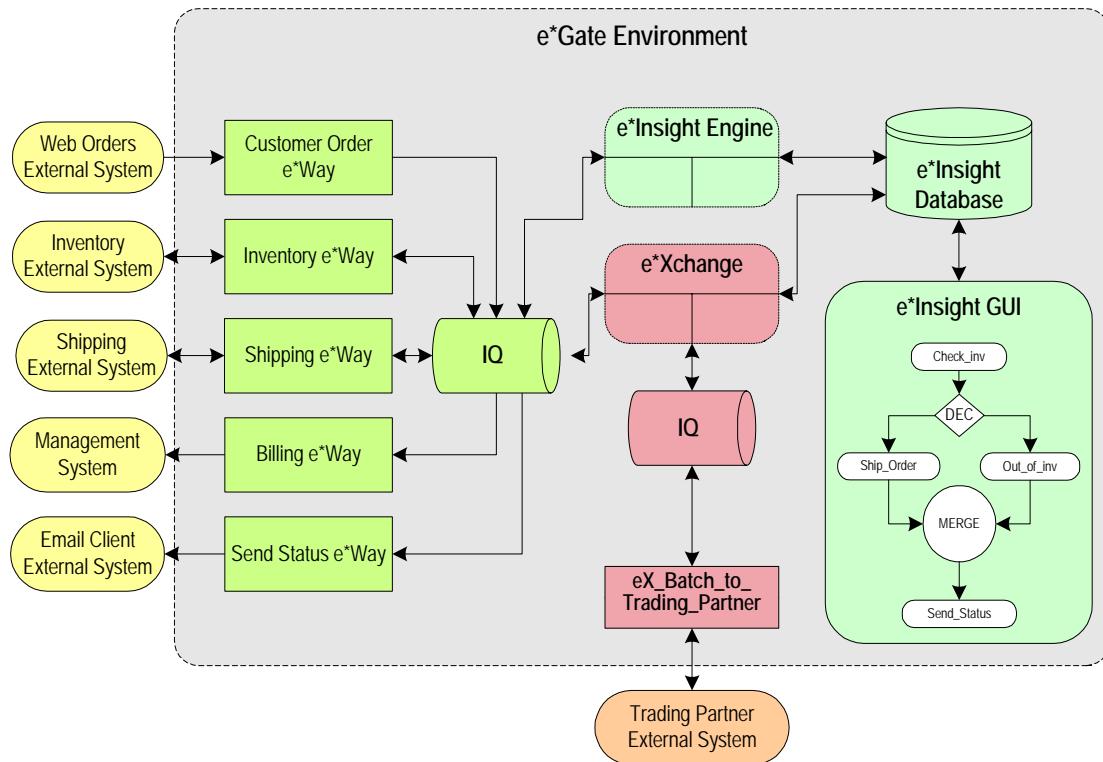 e*Gate Environment
Web Orders
External System
Customer Order
e*Way
e*Insight Engine
e*Insight
Database
Inventory
External System
Inventory e*Way
e*Xchange
e*Insight GUI
Shipping
External System
Shipping e*Way
IQ
Check_inv
DEC
Management
System
Billing e*Way
IQ
Ship_Order
Out_of_inv
MERGE
Email Client
External System
Send Status e*Way
eX_Batch_to_
Trading_Partner
Send_Status
Trading Partner
External System